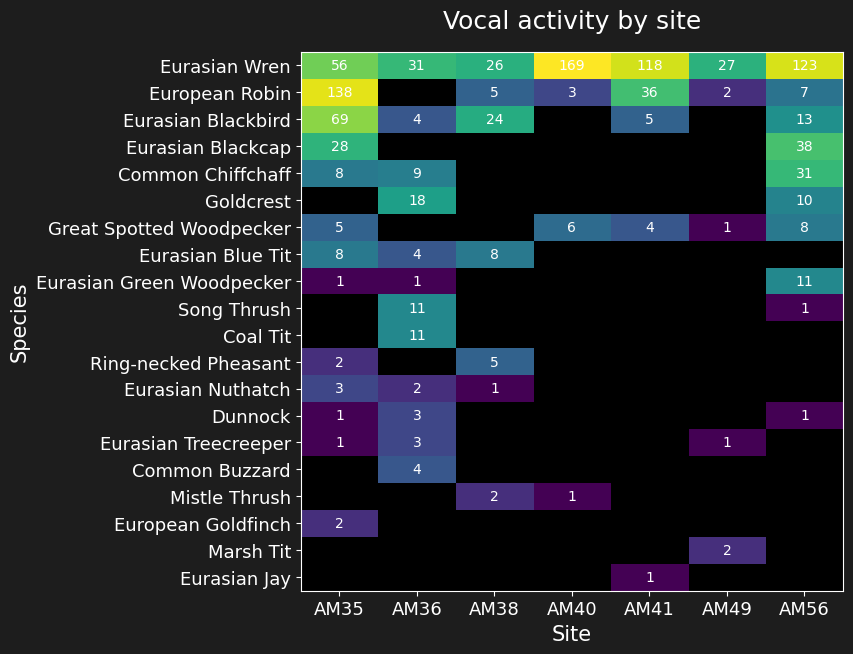 Vocal activity by site
Eurasian Wren 56 31 26 169 118 27 123
European Robin 138 5 3 36 2 7
Eurasian Blackbird 69 4 24 5 13
Eurasian Blackcap 28 38
Common Chiffchaff 8 9 31
Goldcrest 18 10
Great Spotted Woodpecker 5 6 4 1 8
Eurasian Blue Tit 8 4 8
Eurasian Green Woodpecker 1 1 11
Song Thrush 11 1
Coal Tit 11
Ring-necked Pheasant 2 5
Eurasian Nuthatch 3 2 1
Dunnock 1 3 1
Eurasian Treecreeper 1 3 1
Common Buzzard 4
Mistle Thrush 2 1
European Goldfinch 2
Marsh Tit 2
Eurasian Jay 1
Species
AM35 AM36 AM38 AM40 AM41 AM49 AM56
Site